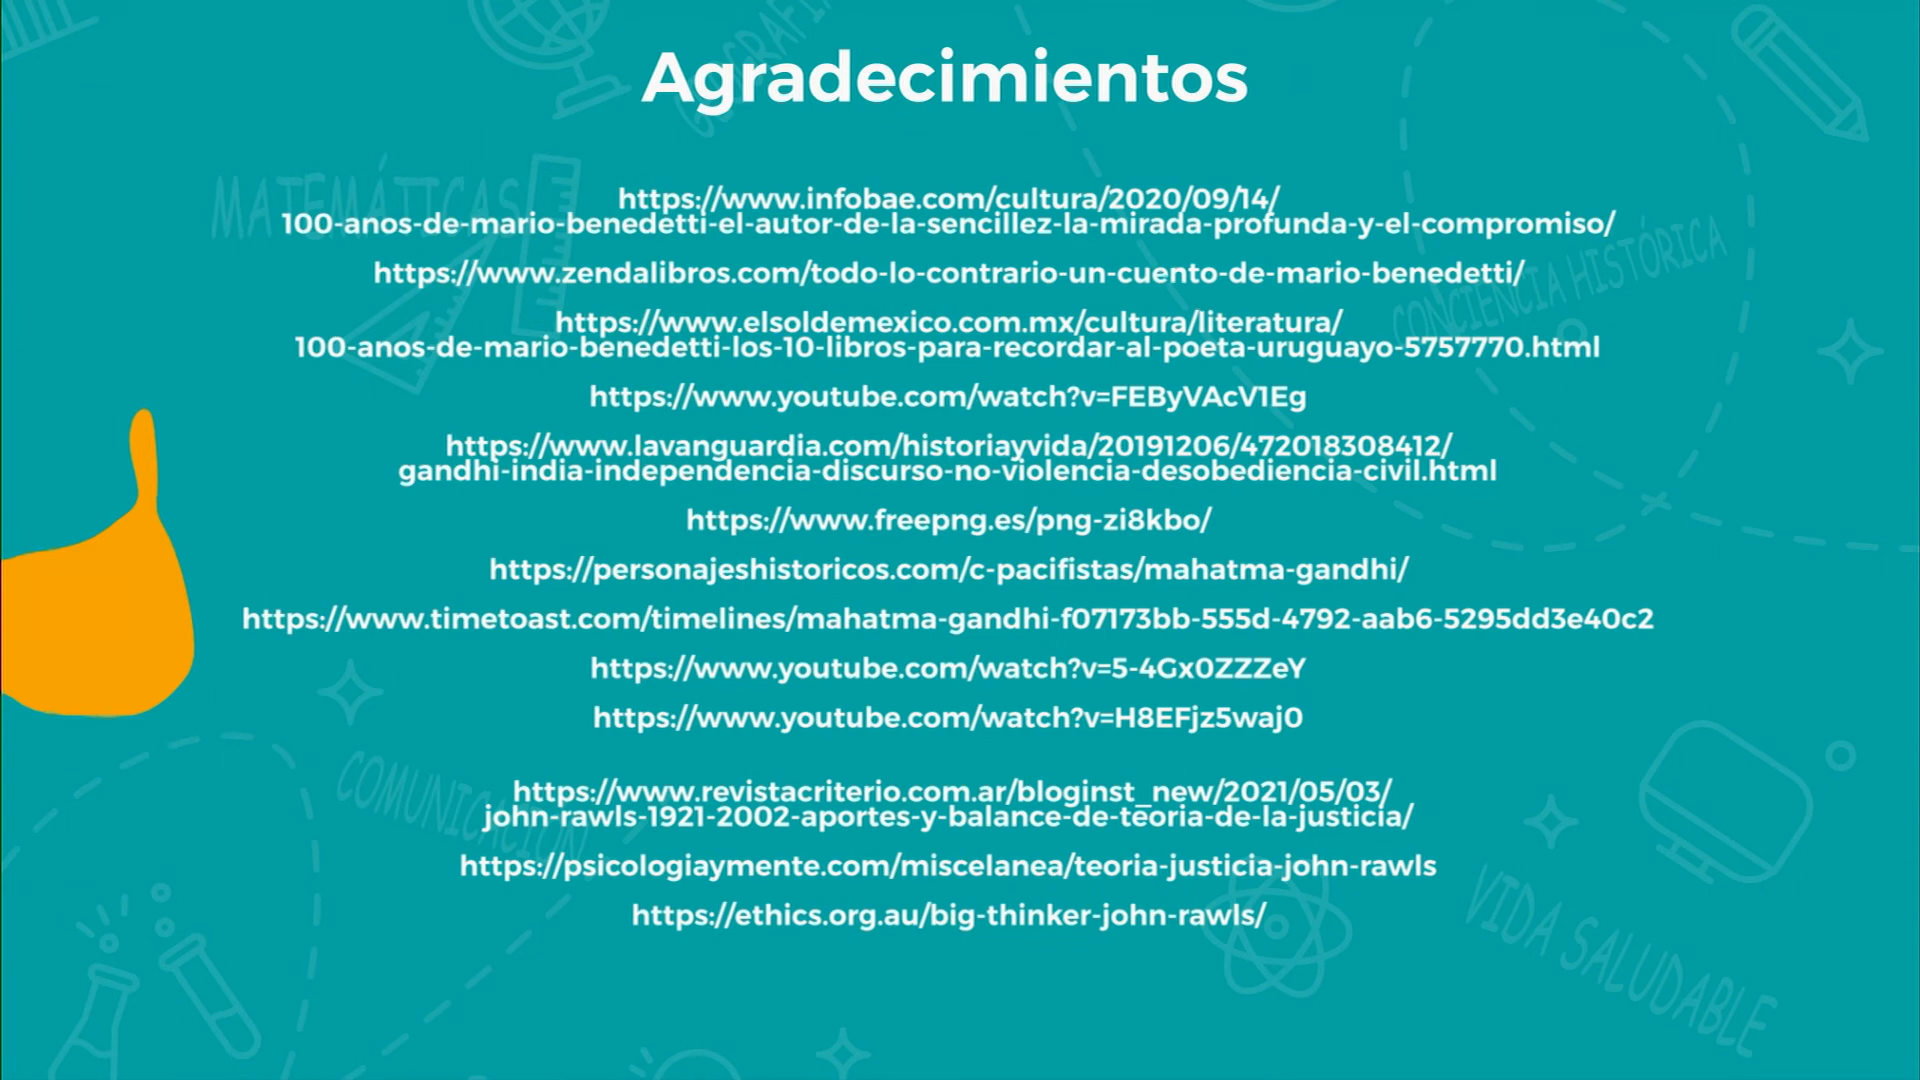 Agradecimientos
GEOGRAFÍA
MATEMÁTICAS
https://www.infobae.com/cultura/2020/09/14/
100-anos-de-mario-benedetti-el-autor-de-la-sencillez-la-mirada-profunda-y-el-compromiso/
https://www.zendalibros.com/todo-lo-contrario-un-cuento-de-mario-benedetti/
CONCIENCIA HISTÓRICA
https://www.elsoldemexico.com.mx/cultura/literatura/
100-anos-de-mario-benedetti-los-10-libros-para-recordar-al-poeta-uruguayo-5757770.html
https://www.youtube.com/watch?v=FEByVAcV1Eg
https://www.lavanguardia.com/historiayvida/20191206/472018308412/
gandhi-india-independencia-discurso-no-violencia-desobediencia-civil.html
https://www.freepng.es/png-zi8kbo/
https://personajeshistoricos.com/c-pacifistas/mahatma-gandhi/
https://www.timetoast.com/timelines/mahatma-gandhi-f07173bb-555d-4792-aab6-5295dd3e40c2
https://www.youtube.com/watch?v=5-4Gx0ZZZeY
https://www.youtube.com/watch?v=H8EFjz5waj0
COMUNICACIÓN
https://www.revistacriterio.com.ar/bloginst_new/2021/05/03/
john-rawls-1921-2002-aportes-y-balance-de-teoria-de-la-justicia/
https://psicologiaymente.com/miscelanea/teoria-justicia-john-rawls
https://ethics.org.au/big-thinker-john-rawls/
VIDA SALUDABLE